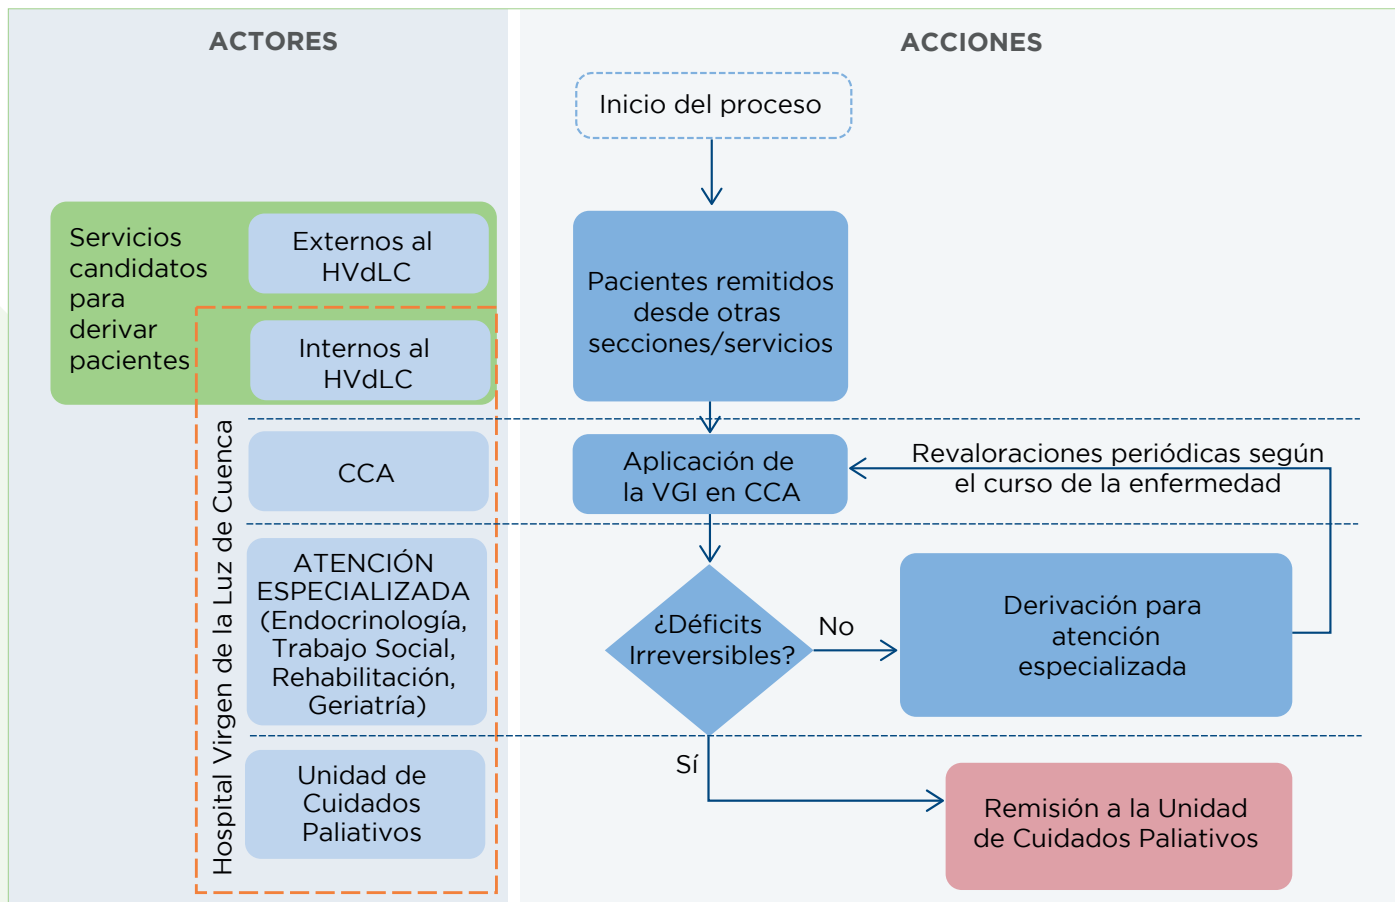 ACTORES
ACCIONES
Inicio del proceso
Servicios
candidatos
para
derivar
pacientes
Externos al
HVdLC
Internos al
HVdLC
Pacientes remitidos
desde otras
secciones/servicios
Hospital Virgen de la Luz de Cuenca
CCA
Aplicación de
la VGI en CCA
Revaloraciones periódicas según
el curso de la enfermedad
ATENCIÓN
ESPECIALIZADA
(Endocrinología,
Trabajo Social,
Rehabilitación,
Geriatría)
¿Déficits
Irreversibles?
No
Derivación para
atención
especializada
Sí
Unidad de
Cuidados
Paliativos
Remisión a la Unidad
de Cuidados Paliativos